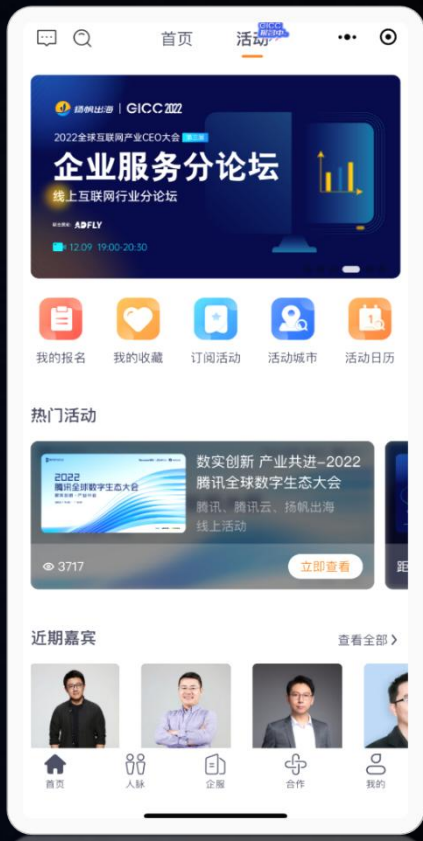 首页
活动
GICC
扬帆出海 | GICC 2022
2022全球互联网产业CEO大会
企业服务分论坛
线上互联网行业分论坛
ADFLY
12.09 19:00-20:30
我的报名
我的收藏
订阅活动
活动城市
活动日历
热门活动
2022
腾讯全球数字生态大会
数实创新 产业共进-2022
腾讯全球数字生态大会
腾讯、腾讯云、扬帆出海
线上活动
3717
立即查看
距
近期嘉宾
查看全部
首页
人脉
企服
合作
我的